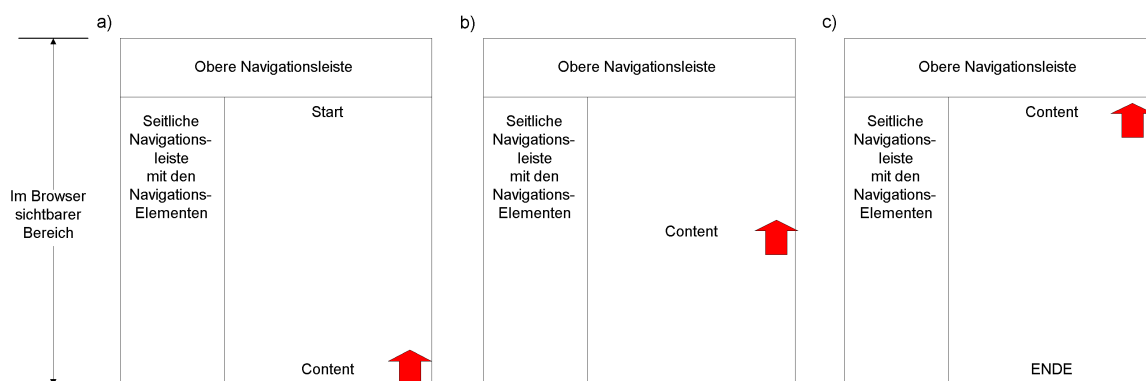 a)
b)
c)
Obere Navigationsleiste
Obere Navigationsleiste
Obere Navigationsleiste
Im Browser
sichtbarer
Bereich
Seitliche
Navigations-
leiste
mit den
Navigations-
Elementen
Start
Content
Seitliche
Navigations-
leiste
mit den
Navigations-
Elementen
Content
Seitliche
Navigations-
leiste
mit den
Navigations-
Elementen
Content
ENDE